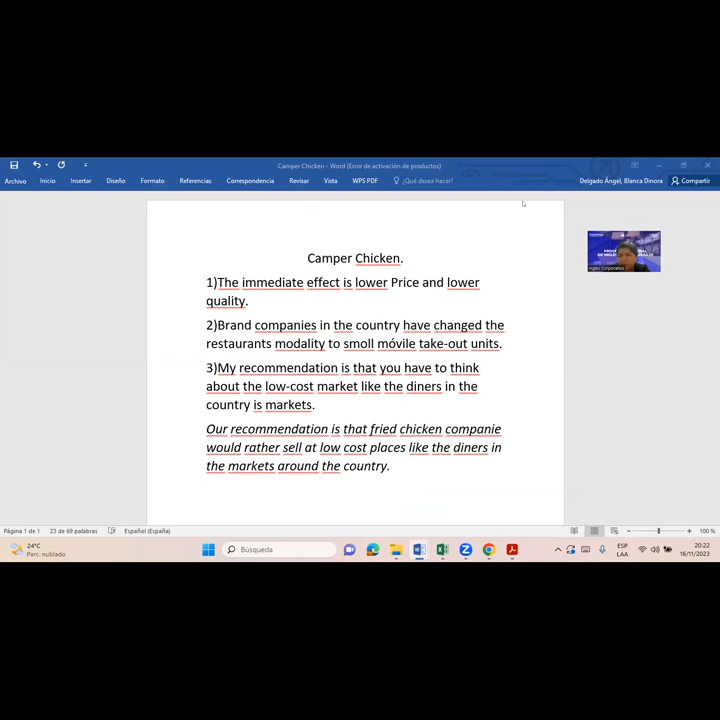 Camper Chicken - Word (Error de activación de productos)
Archivo Inicio Insertar Diseño Formato Referencias Correspondencia Revisar Vista WPS PDF ¿Qué desea hacer? Delgado Ángel, Blanca Dinora Compartir
Camper Chicken.
1)The immediate effect is lower Price and lower
quality.
2)Brand companies in the country have changed the
restaurants modality to smoll móvile take-out units.
3)My recommendation is that you have to think
about the low-cost market like the diners in the
country is markets.
Our recommendation is that fried chicken companie
would rather sell at low cost places like the diners in
the markets around the country.
Ingles Corporativo
Página 1 de 1 23 de 69 palabras Español (España) 100 %
24°C
Parc. nublado
Búsqueda
ESP
LAA
20:22
16/11/2023